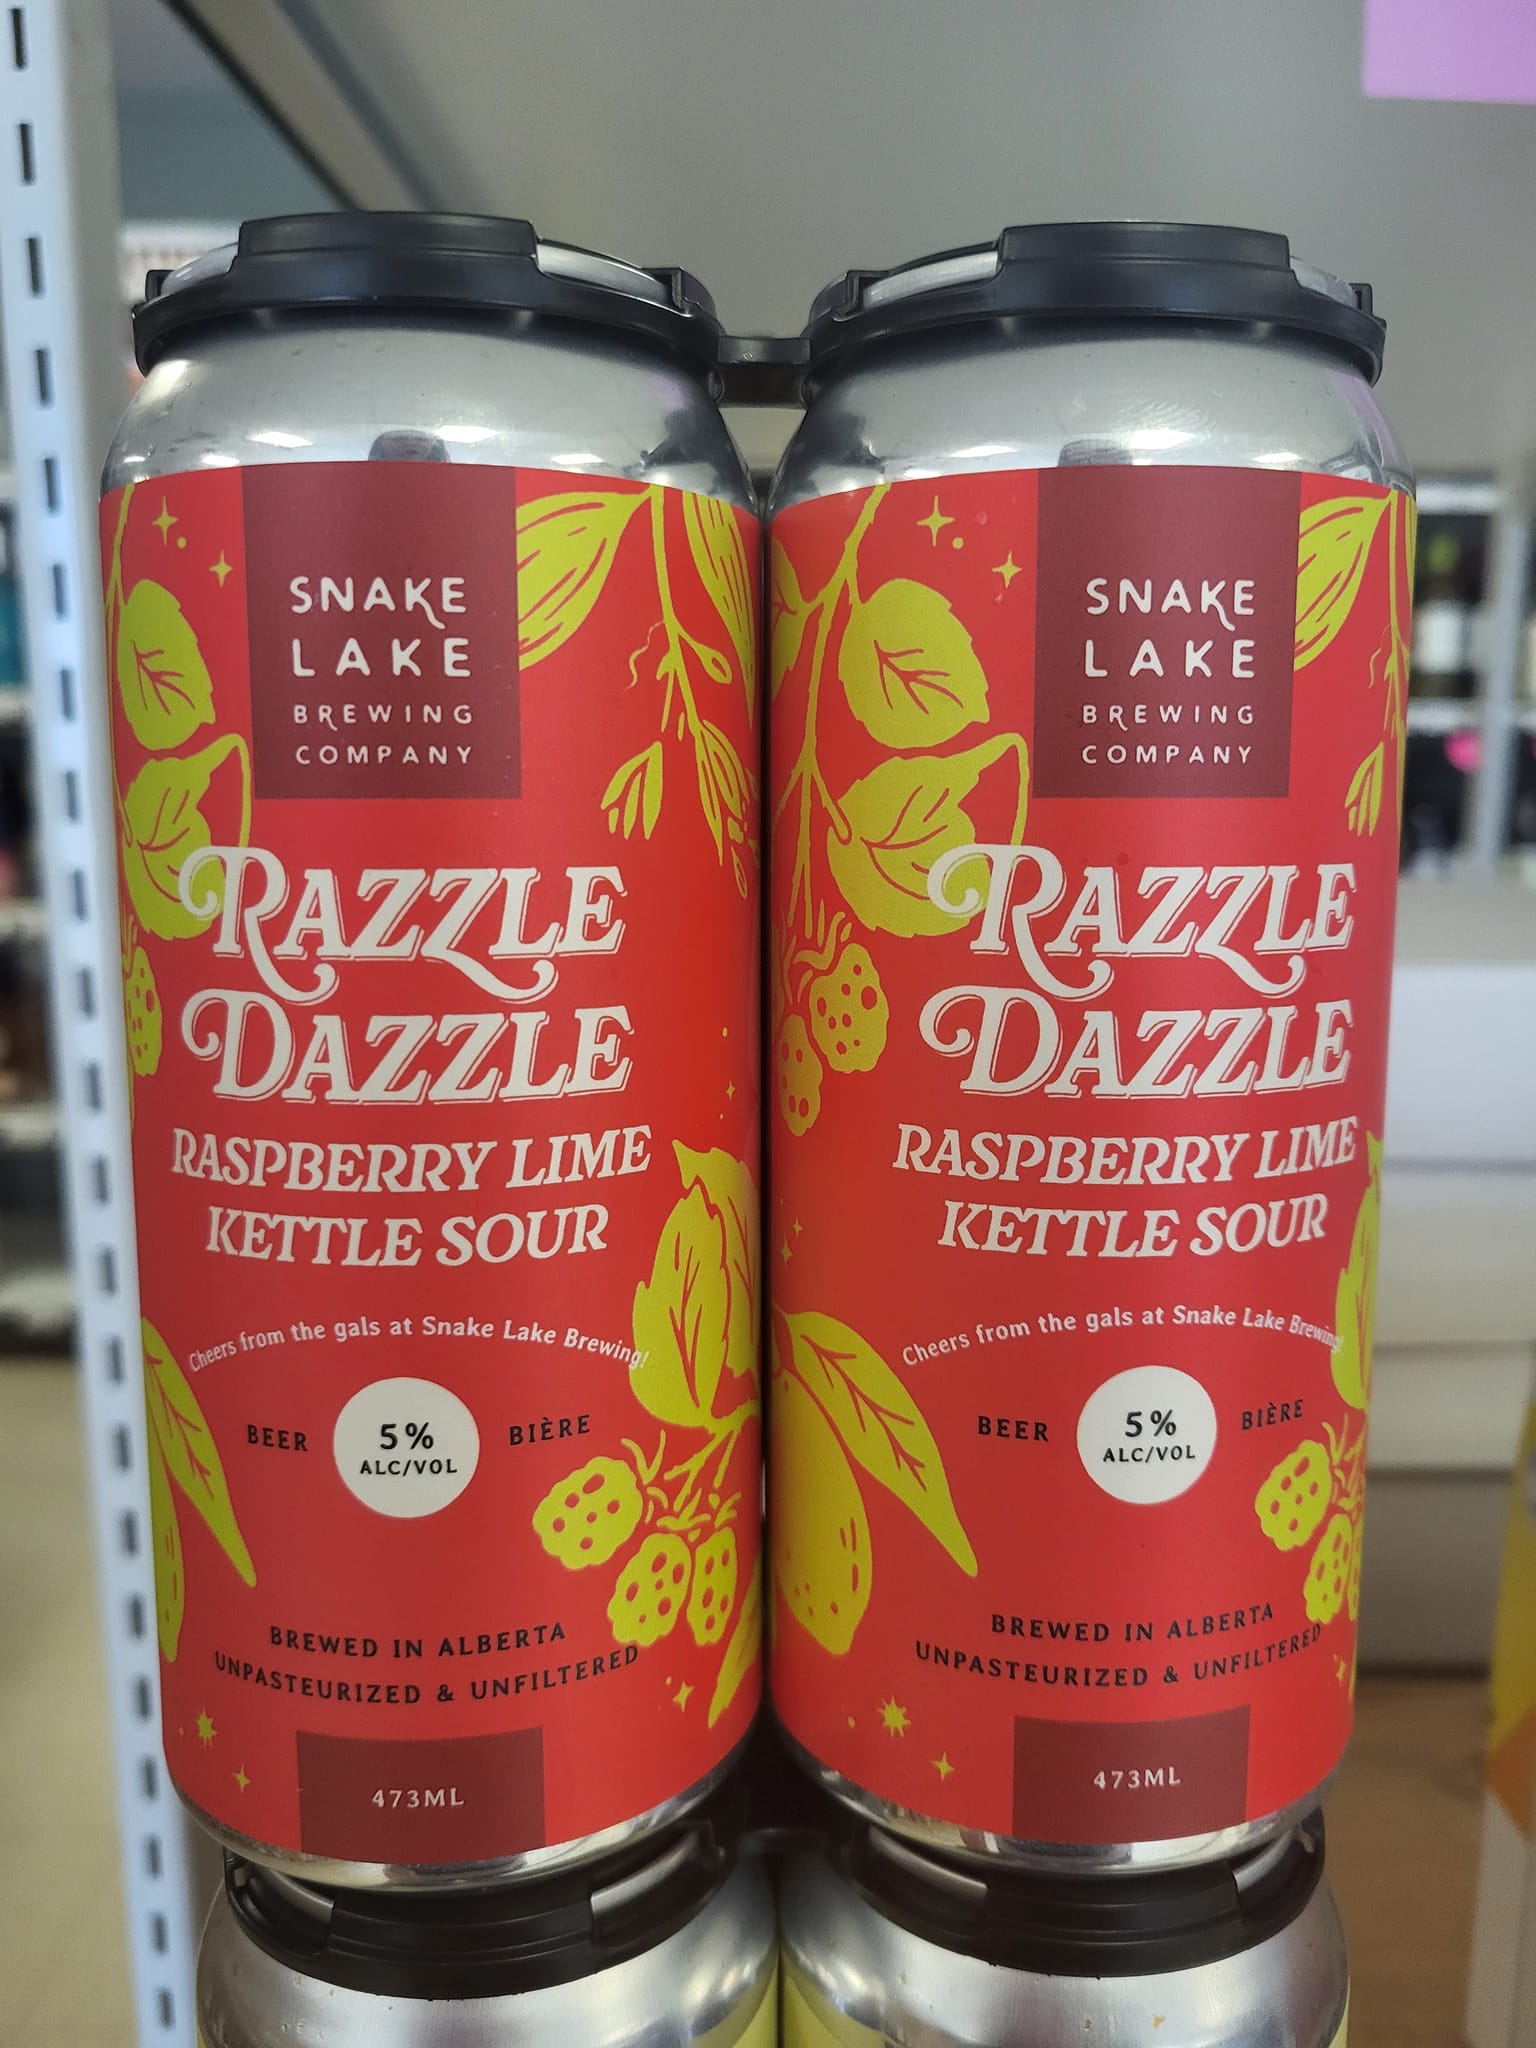 SNAKE
LAKE
BREWING
COMPANY
RAZZLE
DAZZLE
RASPBERRY LIME
KETTLE SOUR
Cheers from the gals at Snake Lake Brewing!
BEER 5% ALC/VOL BIÈRE
BREWED IN ALBERTA
UNPASTEURIZED & UNFILTERED
473ML
SNAKE
LAKE
BREWING
COMPANY
RAZZLE
DAZZLE
RASPBERRY LIME
KETTLE SOUR
Cheers from the gals at Snake Lake Brewing!
BEER 5% ALC/VOL BIÈRE
BREWED IN ALBERTA
UNPASTEURIZED & UNFILTERED
473ML